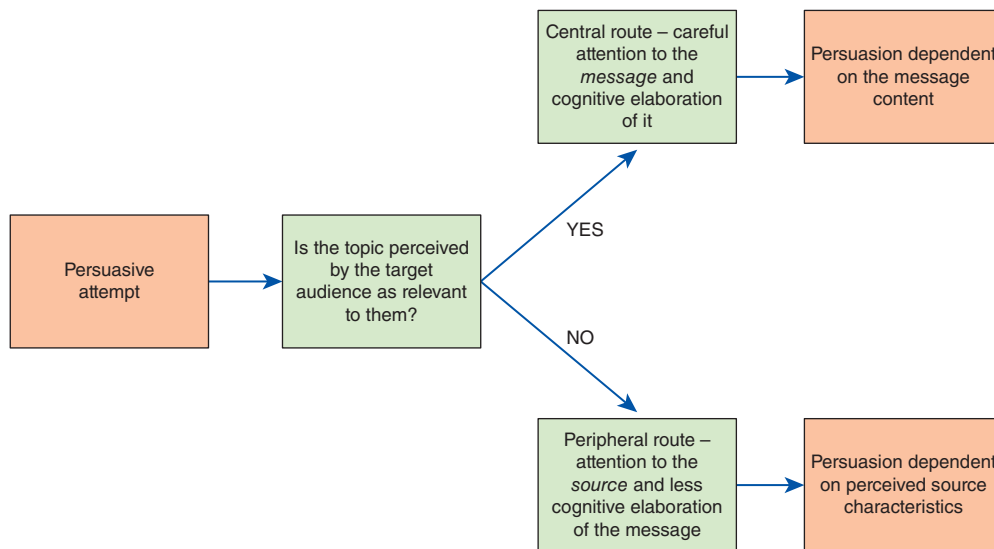 Central route – careful
attention to the
message and
cognitive elaboration
of it
Persuasion dependent
on the message
content
Persuasive
attempt
Is the topic perceived
by the target
audience as relevant
to them?
YES
NO
Peripheral route –
attention to the
source and less
cognitive elaboration
of the message
Persuasion dependent
on perceived source
characteristics